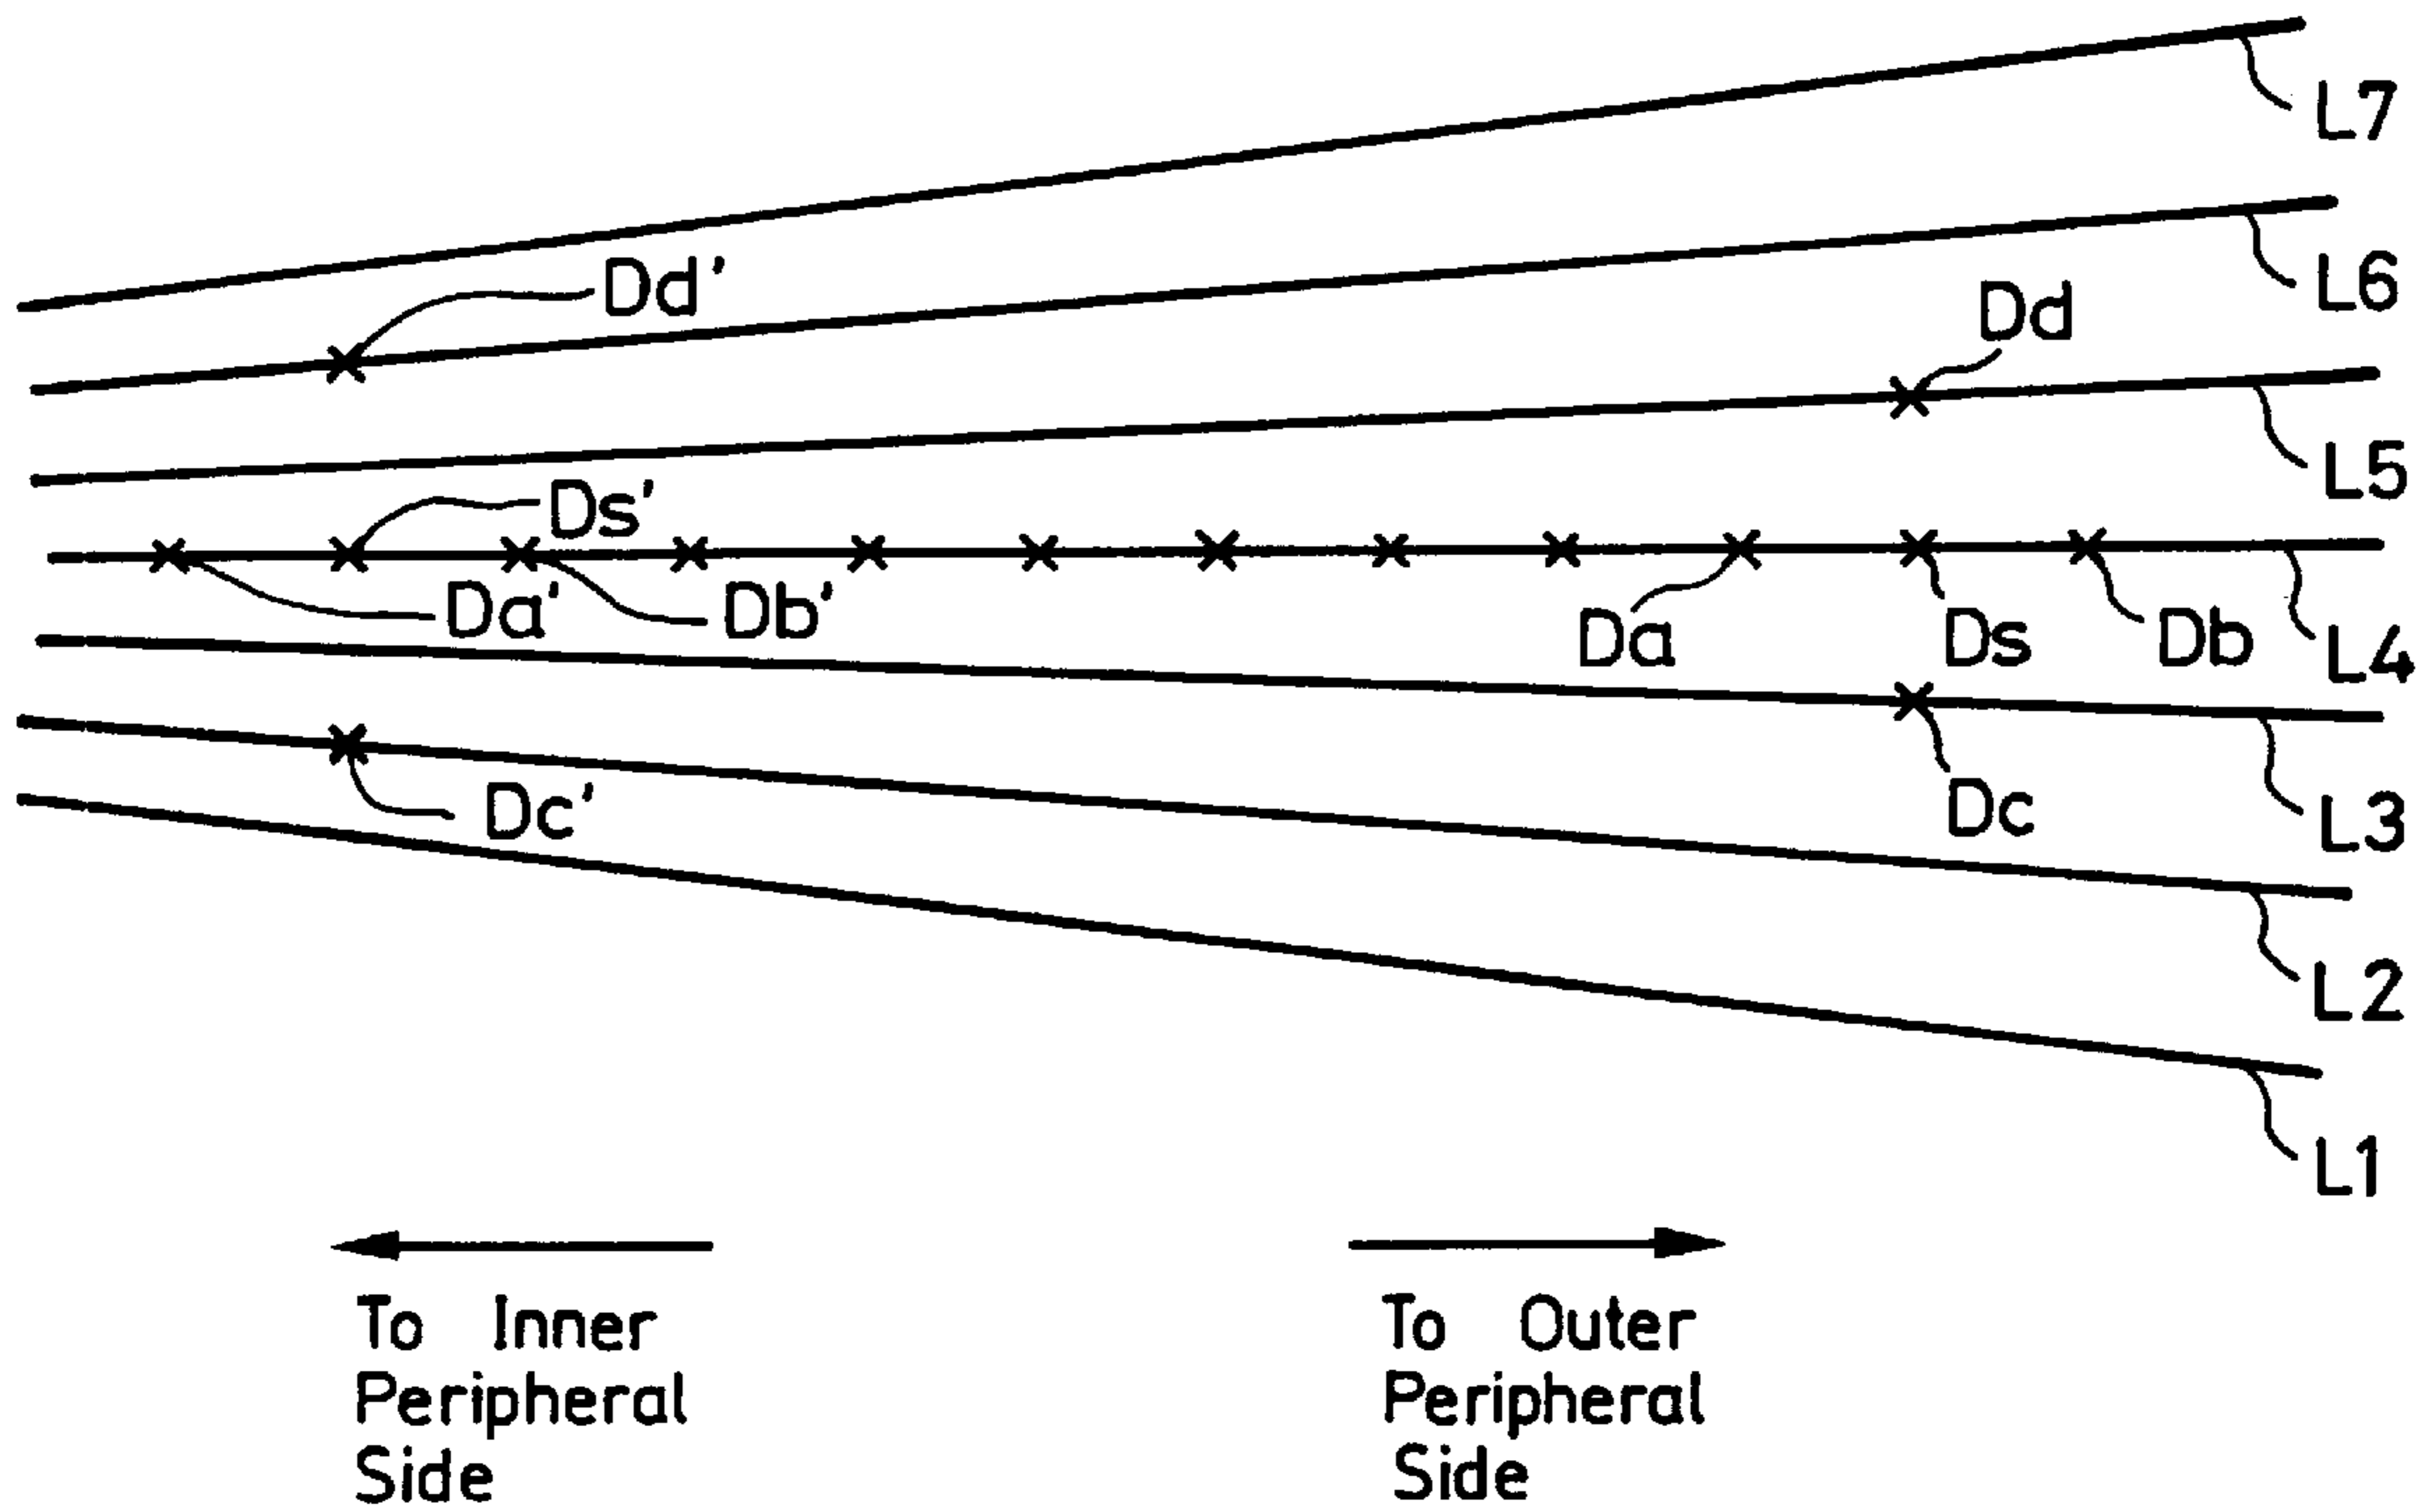 L7
Dd'
L6
Dd
L5
Ds'
Da'
Db'
Da
Ds
Db
L4
Dc'
Dc
L3
L2
L1
To Inner
Peripheral
Side
To Outer
Peripheral
Side